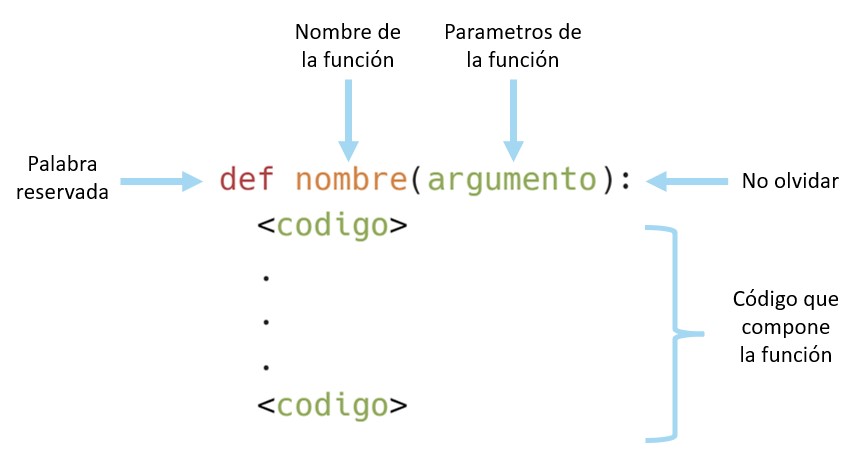 Nombre de
la función
Parametros de
la función
Palabra
reservada
def nombre(argumento):
No olvidar
<codigo>
.
.
.
<codigo>
Código que
compone
la función